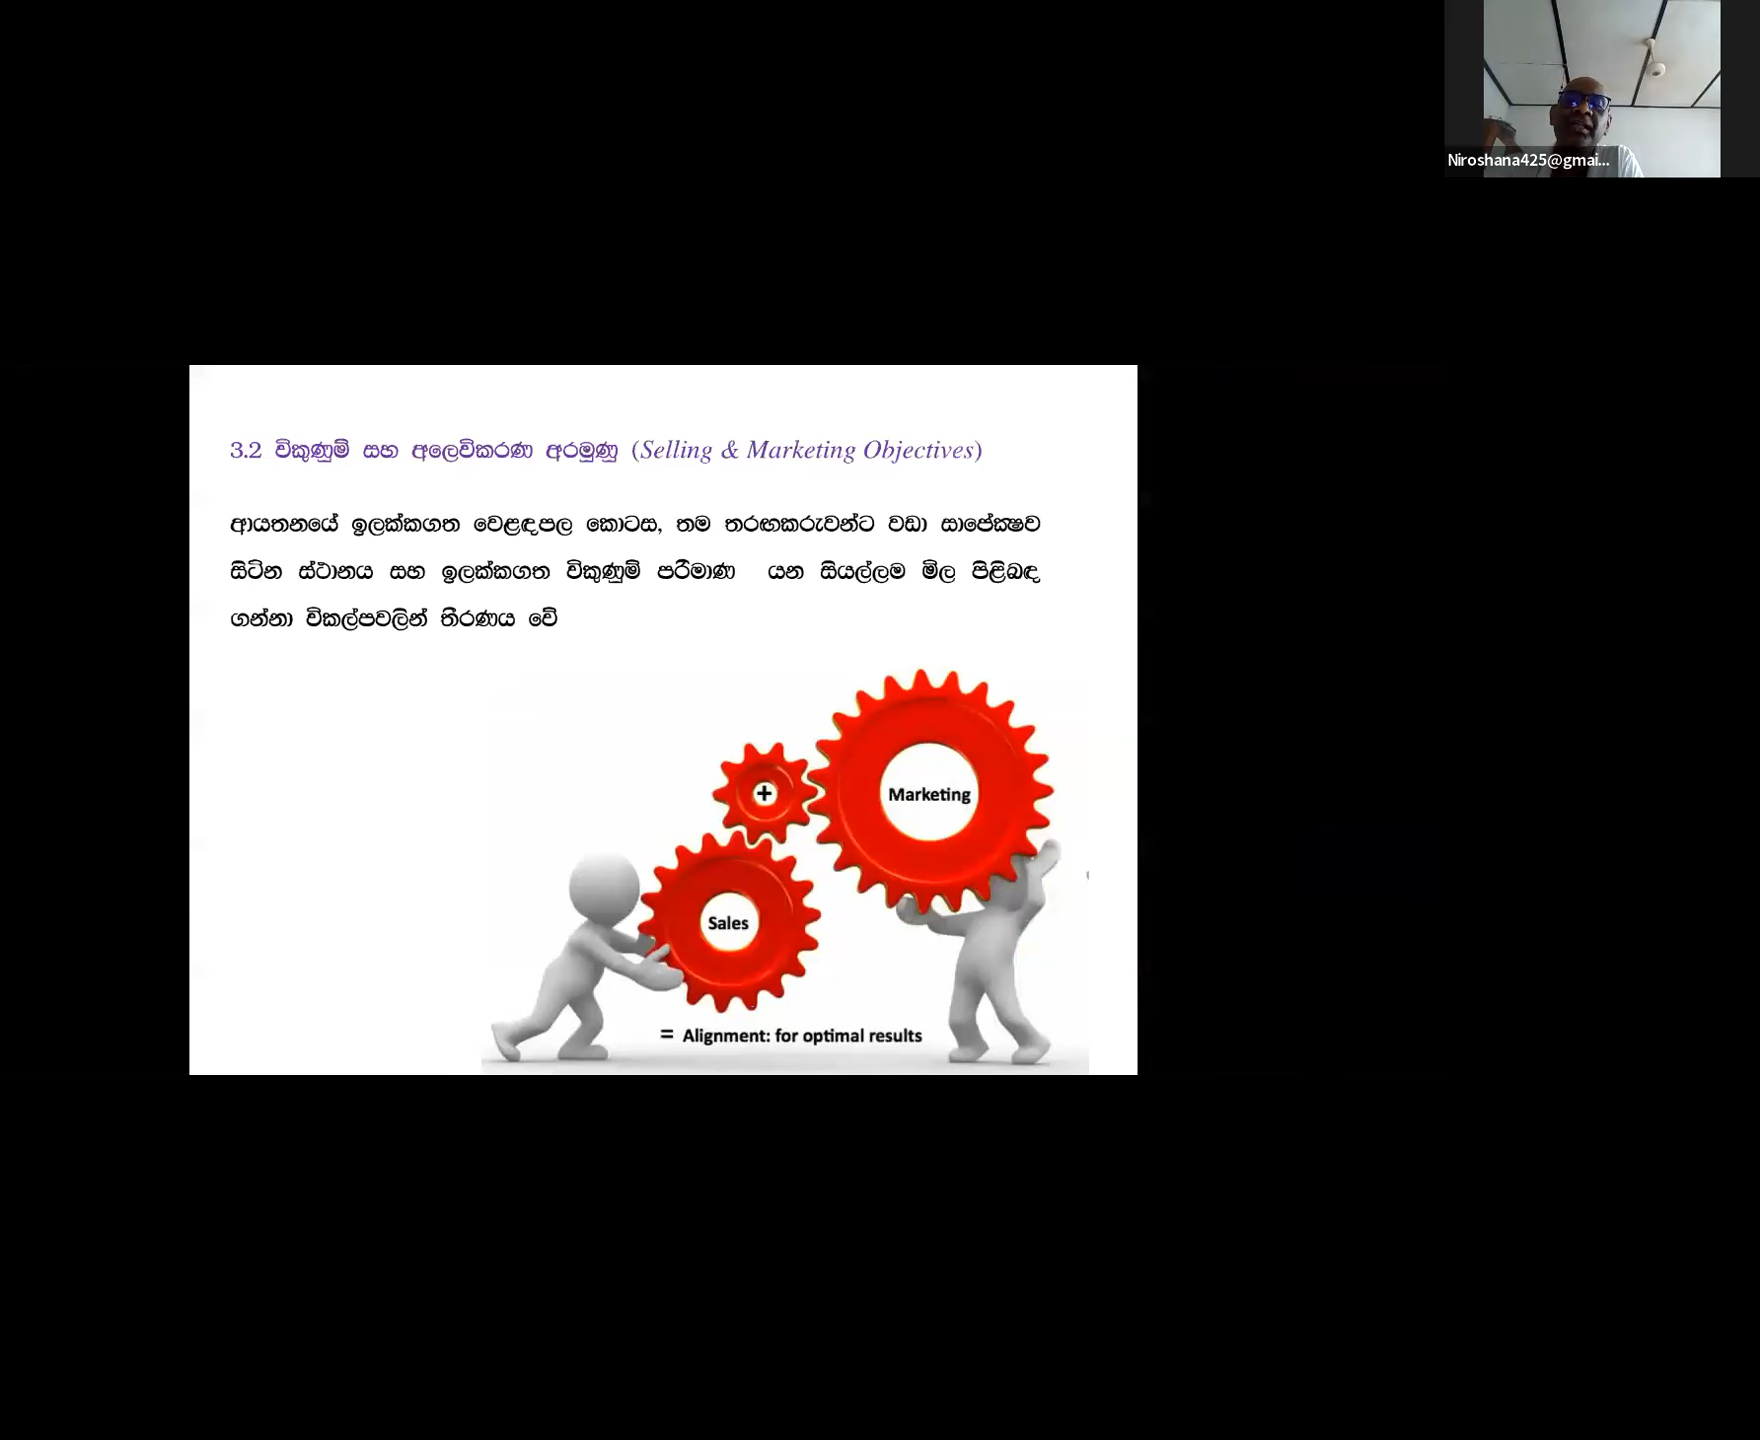 Niroshana425@gmai...
3.2 විකුණුම් සහ අලෙවිකරණ අරමුණු (Selling & Marketing Objectives)
ආයතනයේ ඉලක්කගත වෙළඳපල කොටස, තම තරඟකරුවන්ට වඩා සාපේක්ෂව
සිටින ස්ථානය සහ ඉලක්කගත විකුණුම් පරිමාණ යන සියල්ලම මිල පිළිබඳ
ගන්නා විකල්පවලින් තීරණය වේ
+
Marketing
Sales
= Alignment: for optimal results